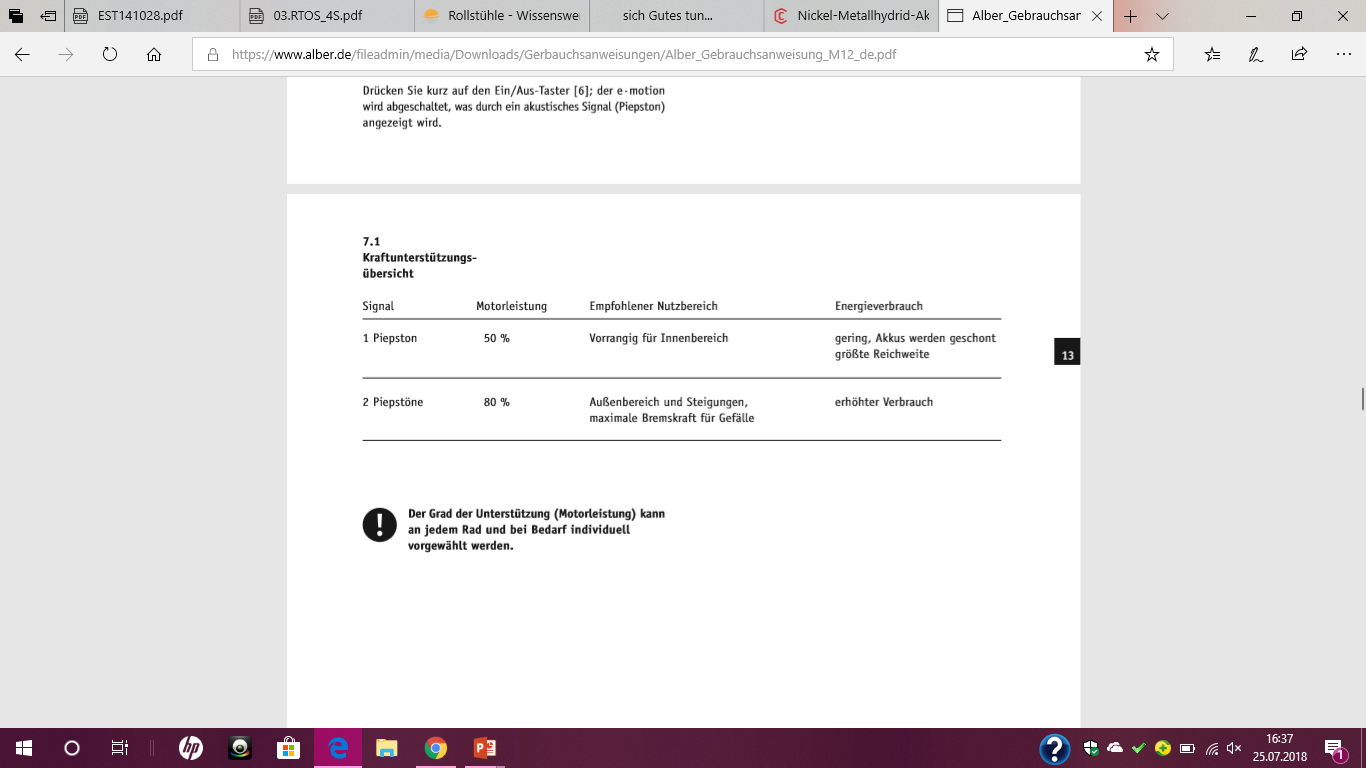 EST141028.pdf
03.RTOS_4S.pdf
Rollstühle - Wissenswe
sich Gutes tun...
Nickel-Metallhydrid-Ak
Alber_Gebrauchsar
https://www.alber.de/fileadmin/media/Downloads/Gerbauchsanweisungen/Alber_Gebrauchsanweisung_M12_de.pdf
Drücken Sie kurz auf den Ein/Aus-Taster [6]; der e·motion
wird abgeschaltet, was durch ein akustisches Signal (Piepston)
angezeigt wird.
7.1
Kraftunterstützungs-
übersicht
Signal Motorleistung Empfohlener Nutzbereich Energieverbrauch
1 Piepston 50 % Vorrangig für Innenbereich gering, Akkus werden geschont
größte Reichweite
13
2 Piepstöne 80 % Außenbereich und Steigungen, erhöhter Verbrauch
maximale Bremskraft für Gefälle
! Der Grad der Unterstützung (Motorleistung) kann
an jedem Rad und bei Bedarf individuell
vorgewählt werden.
16:37
25.07.2018
1